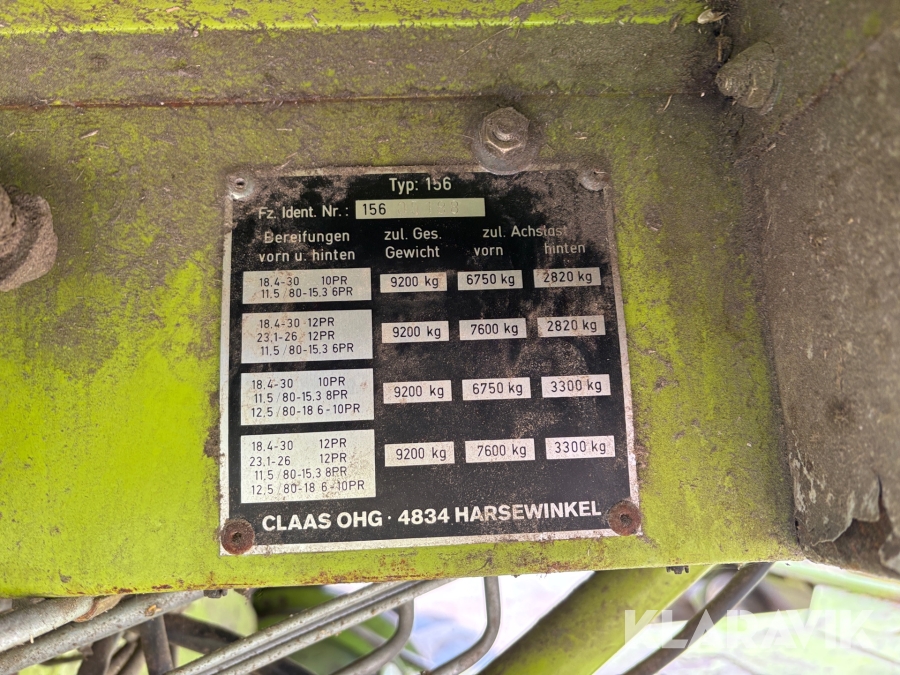 Typ: 156
Fz. Ident. Nr.: 156
Bereifungen vorn u. hinten
zul. Ges. Gewicht
zul. Achslast
vorn hinten
18.4-30 10PR
11.5/80-15.3 6PR
9200 kg 6750 kg 2820 kg
18.4-30 12PR
23.1-26 12PR
11.5/80-15.3 6PR
9200 kg 7600 kg 2820 kg
18.4-30 10PR
11.5/80-15.3 8PR
12.5/80-18 6-10PR
9200 kg 6750 kg 3300 kg
18.4-30 12PR
23.1-26 12PR
11.5/80-15.3 8PR
12.5/80-18 6-10PR
9200 kg 7600 kg 3300 kg
CLAAS OHG · 4834 HARSEWINKEL
KLARAVIK